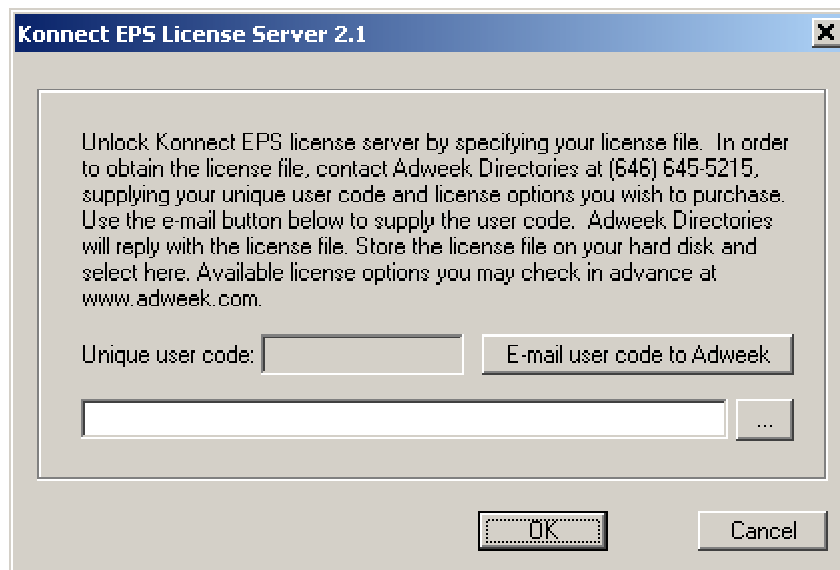 Konnect EPS License Server 2.1
Unlock Konnect EPS license server by specifying your license file. In order
to obtain the license file, contact Adweek Directories at (646) 645-5215,
supplying your unique user code and license options you wish to purchase.
Use the e-mail button below to supply the user code. Adweek Directories
will reply with the license file. Store the license file on your hard disk and
select here. Available license options you may check in advance at
www.adweek.com.
Unique user code: E-mail user code to Adweek
...
OK Cancel